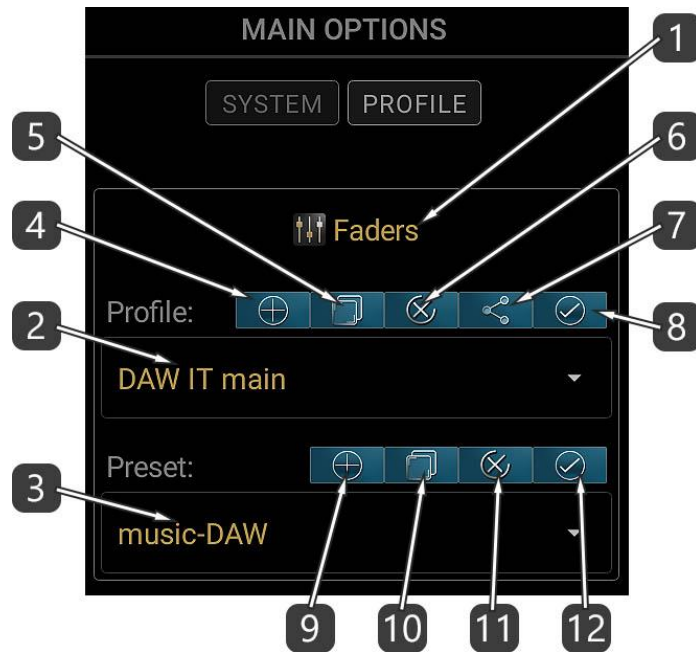 MAIN OPTIONS
1
SYSTEM PROFILE
5
6
Faders
4
7
Profile:
2
8
DAW IT main
Preset:
3
music-DAW
9 10 11 12